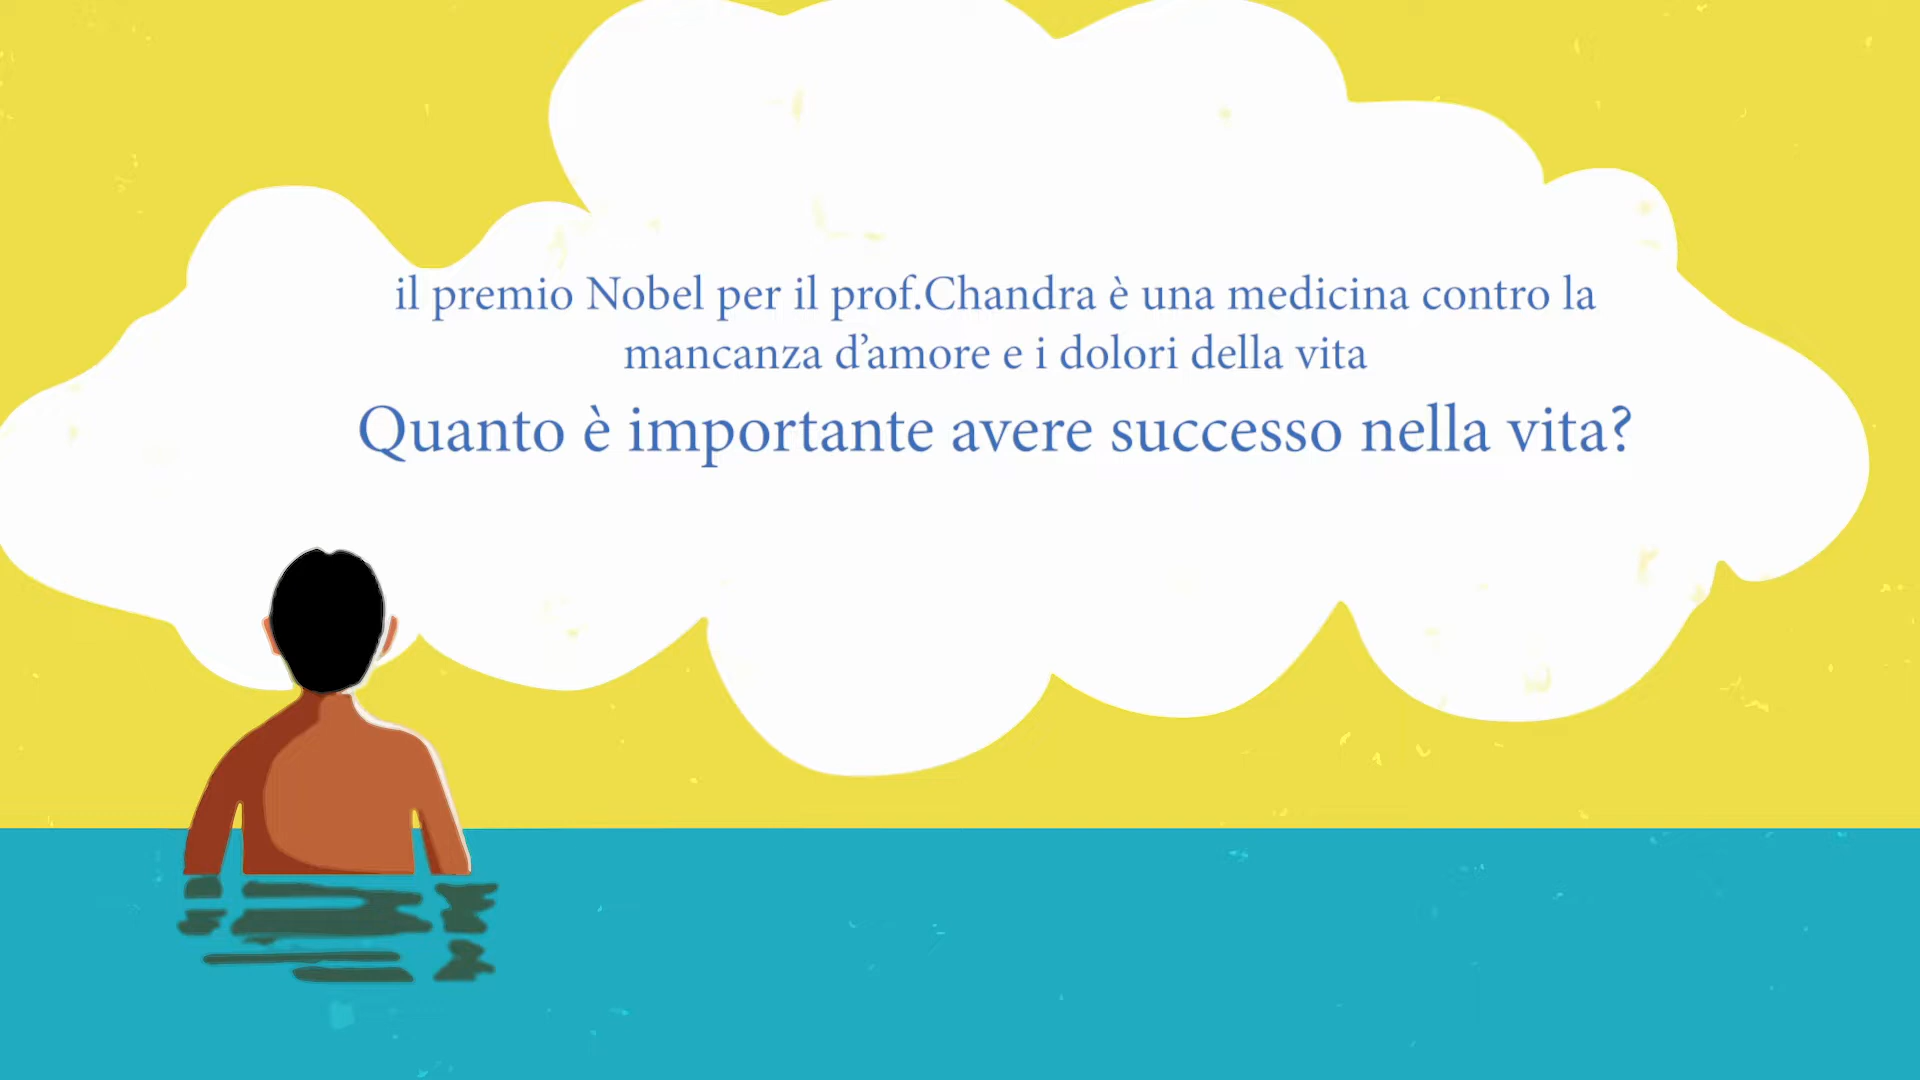 il premio Nobel per il prof.Chandra è una medicina contro la
mancanza d’amore e i dolori della vita
Quanto è importante avere successo nella vita?